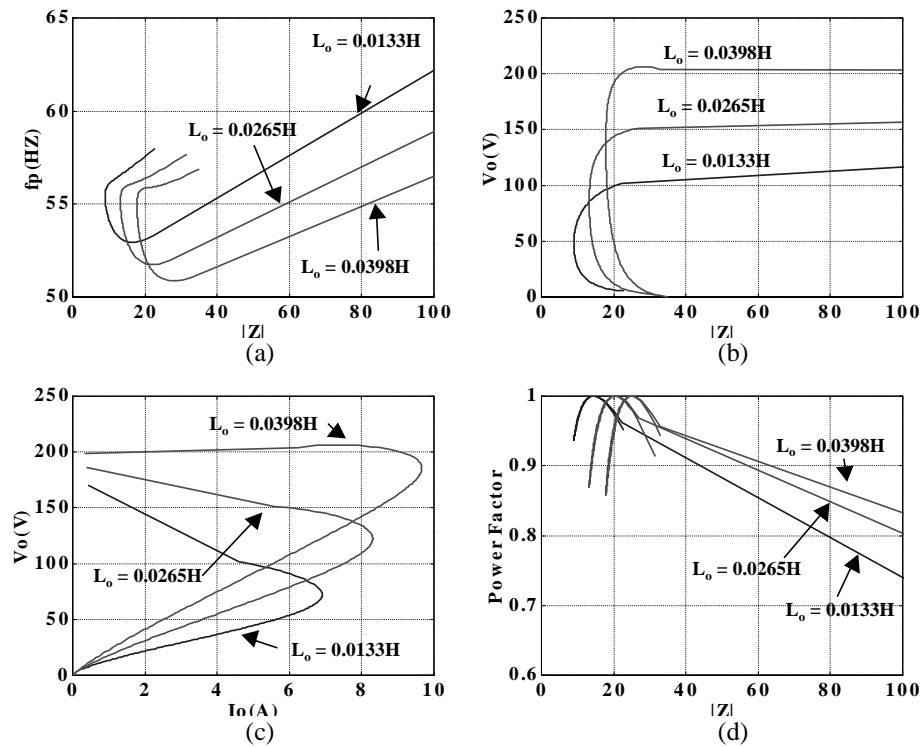 65
60
55
50
0
20
40
60
80
100
fp(HZ)
|Z|
Lₒ = 0.0133H
Lₒ = 0.0265H
Lₒ = 0.0398H
(a)
250
200
150
100
50
0
0
20
40
60
80
100
Vo(V)
|Z|
Lₒ = 0.0398H
Lₒ = 0.0265H
Lₒ = 0.0133H
(b)
250
200
150
100
50
0
0
2
4
6
8
10
Vo(V)
Io(A)
Lₒ = 0.0398H
Lₒ = 0.0265H
Lₒ = 0.0133H
(c)
1
0.9
0.8
0.7
0.6
0
20
40
60
80
100
Power Factor
|Z|
Lₒ = 0.0398H
Lₒ = 0.0265H
Lₒ = 0.0133H
(d)